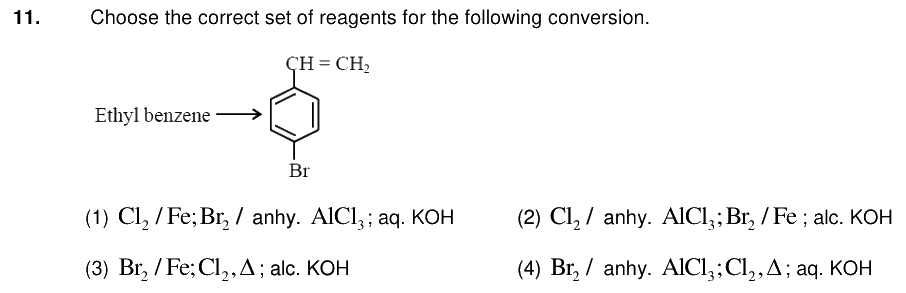 11. Choose the correct set of reagents for the following conversion.
CH = CH₂
Ethyl benzene ⟶
Br
(1) Cl₂ / Fe; Br₂ / anhy. AlCl₃; aq. KOH (2) Cl₂ / anhy. AlCl₃; Br₂ / Fe ; alc. KOH
(3) Br₂ / Fe; Cl₂, Δ ; alc. KOH (4) Br₂ / anhy. AlCl₃; Cl₂, Δ ; aq. KOH